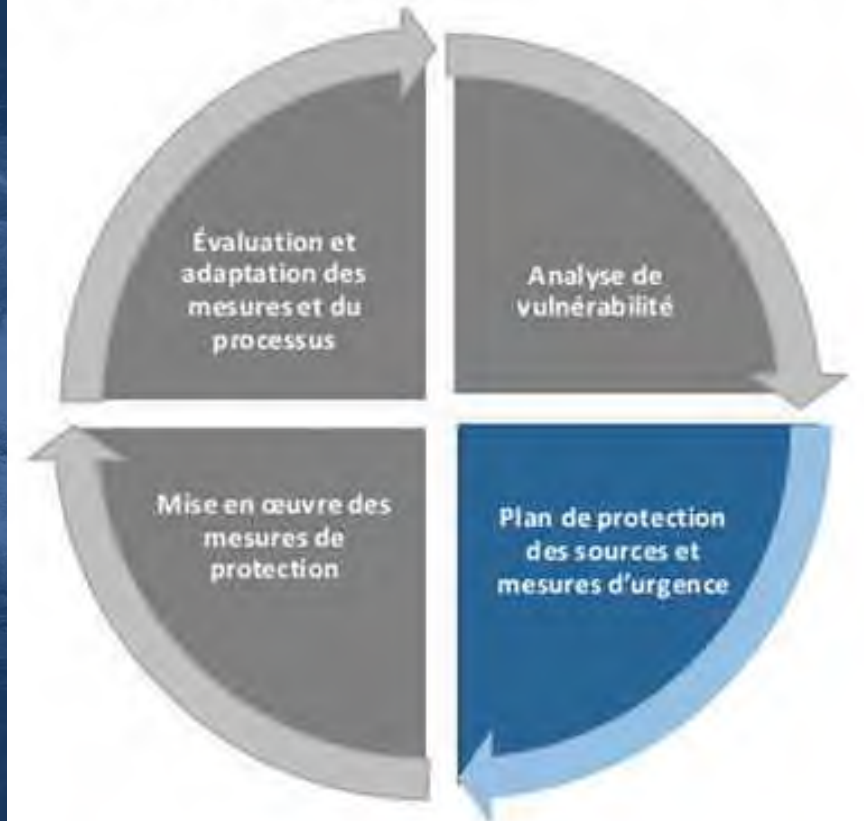 Évaluation et
adaptation des
mesures et du
processus
Analyse de
vulnérabilité
Mise en œuvre des
mesures de
protection
Plan de protection
des sources et
mesures d'urgence